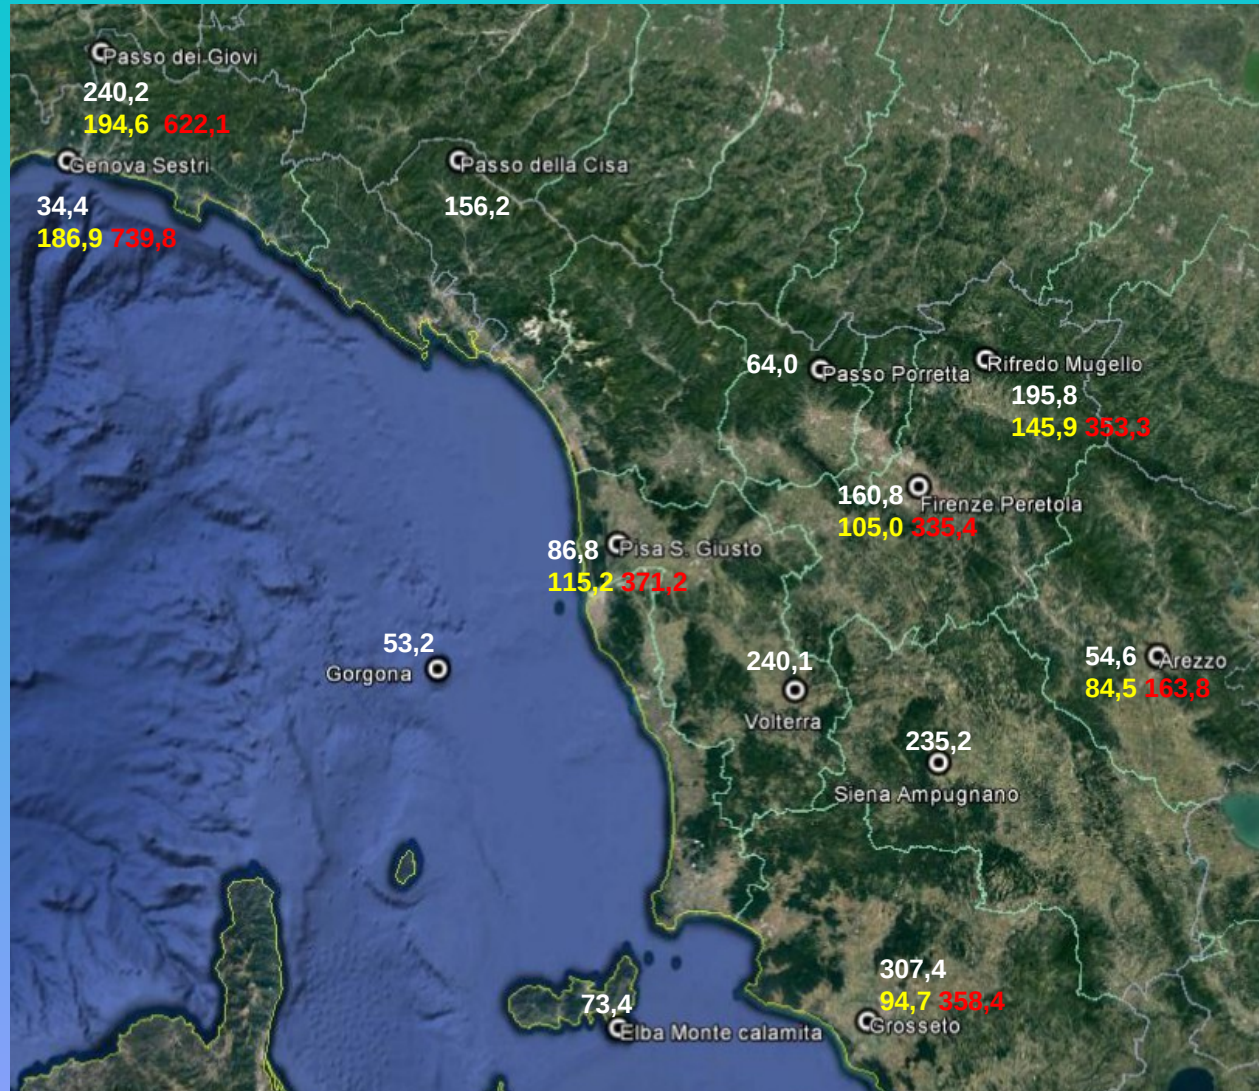 Passo dei Giovi
240,2
194,6 622,1
Genova Sestri
34,4
186,9 739,8
Passo della Cisa
156,2
64,0 Passo Porretta
Rifredo Mugello
195,8
145,9 353,3
160,8 Firenze Peretola
105,0 335,4
86,8 Pisa S. Giusto
115,2 371,2
53,2
Gorgona
240,1
Volterra
54,6 Arezzo
84,5 163,8
235,2
Siena Ampugnano
307,4
94,7 358,4
Grosseto
73,4
Elba Monte calamita